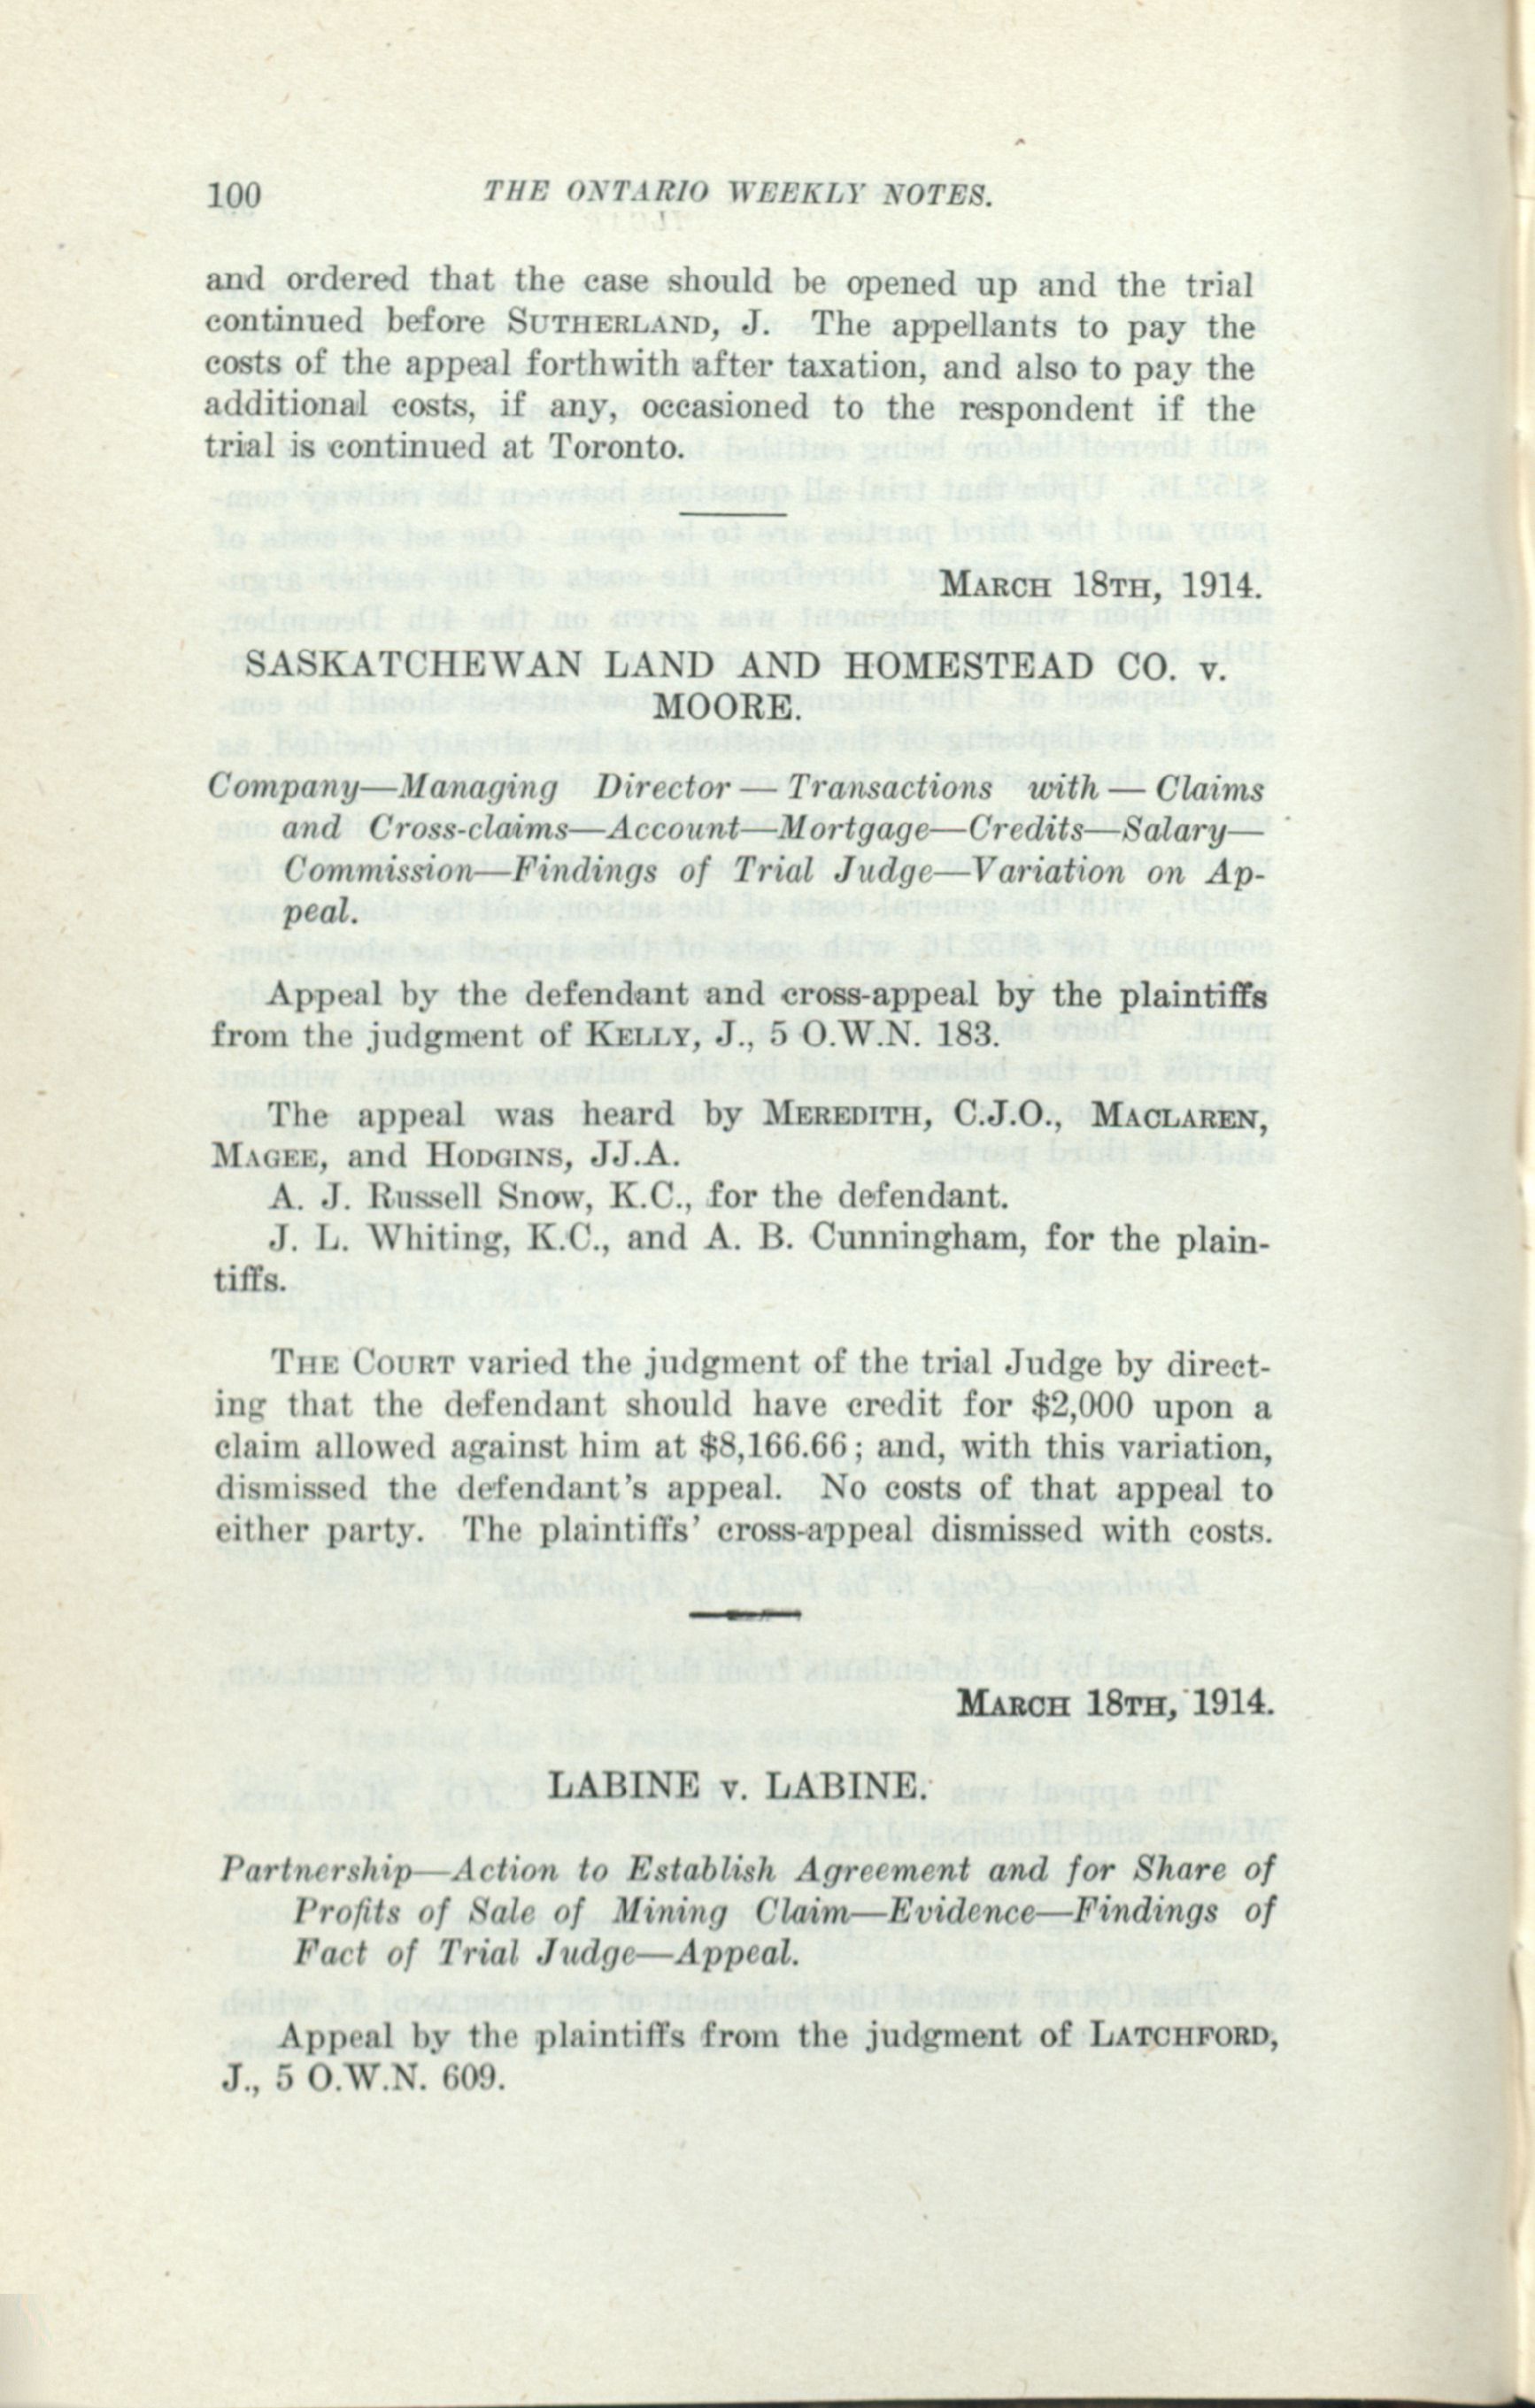 100 THE ONTARIO WEEKLY NOTES.
and ordered that the case should be opened up and the trial
continued before SUTHERLAND, J. The appellants to pay the
costs of the appeal forthwith after taxation, and also to pay the
additional costs, if any, occasioned to the respondent if the
trial is continued at Toronto.
MARCH 18TH, 1914.
SASKATCHEWAN LAND AND HOMESTEAD CO. v.
MOORE.
Company—Managing Director — Transactions with — Claims
and Cross-claims—Account—Mortgage—Credits—Salary—
Commission—Findings of Trial Judge—Variation on Ap-
peal.
Appeal by the defendant and cross-appeal by the plaintiffs
from the judgment of KELLY, J., 5 O.W.N. 183.
The appeal was heard by MEREDITH, C.J.O., MACLAREN,
MAGEE, and HODGINS, JJ.A.
A. J. Russell Snow, K.C., for the defendant.
J. L. Whiting, K.C., and A. B. Cunningham, for the plain-
tiffs.
THE COURT varied the judgment of the trial Judge by direct-
ing that the defendant should have credit for $2,000 upon a
claim allowed against him at $8,166.66; and, with this variation,
dismissed the defendant's appeal. No costs of that appeal to
either party. The plaintiffs' cross-appeal dismissed with costs.
MARCH 18TH, 1914.
LABINE v. LABINE.
Partnership—Action to Establish Agreement and for Share of
Profits of Sale of Mining Claim—Evidence—Findings of
Fact of Trial Judge—Appeal.
Appeal by the plaintiffs from the judgment of LATCHFORD,
J., 5 O.W.N. 609.